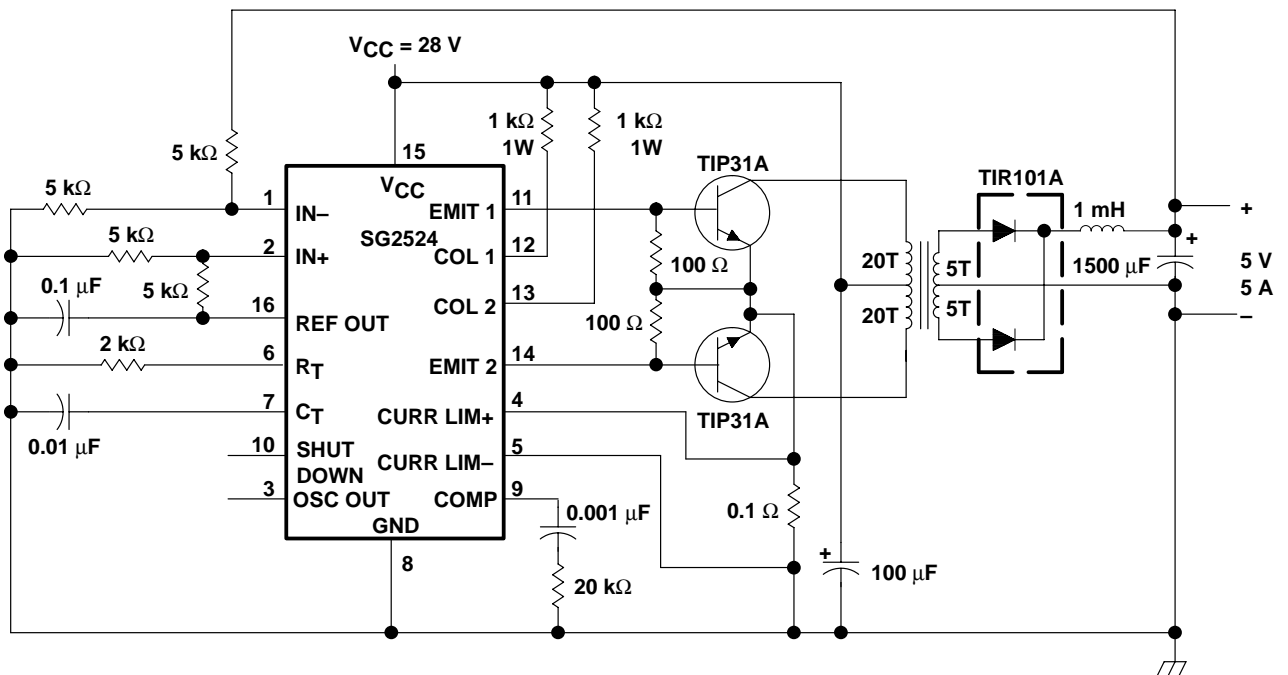 VCC = 28 V
1 kΩ
1W
1 kΩ
1W
5 kΩ
15
TIP31A
TIR101A
5 kΩ
VCC
1
IN–
EMIT 1
11
1 mH
+
SG2524
5 kΩ
2
IN+
COL 1
12
100 Ω
20T
5T
1500 μF
+
5 V
5 A
0.1 μF
5 kΩ
16
REF OUT
COL 2
13
100 Ω
20T
5T
–
2 kΩ
6
RT
EMIT 2
14
7
CT
CURR LIM+
4
TIP31A
0.01 μF
10
SHUT
DOWN
CURR LIM–
5
3
OSC OUT
COMP
9
0.001 μF
0.1 Ω
GND
8
20 kΩ
+
100 μF